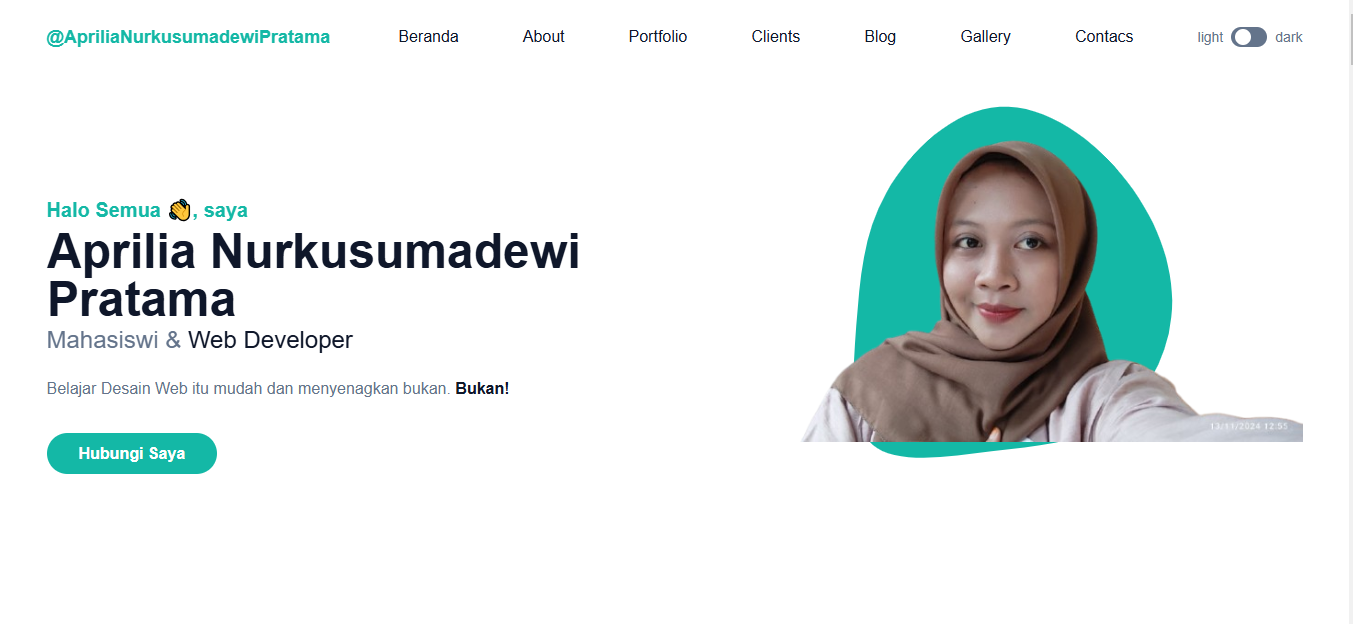 @ApriliaNurkusumadewiPratama Beranda About Portfolio Clients Blog Gallery Contacs light dark
Halo Semua 👋, saya
Aprilia Nurkusumadewi
Pratama
Mahasiswi & Web Developer
Belajar Desain Web itu mudah dan menyenagkan bukan. Bukan!
Hubungi Saya
13/11/2024 12:55